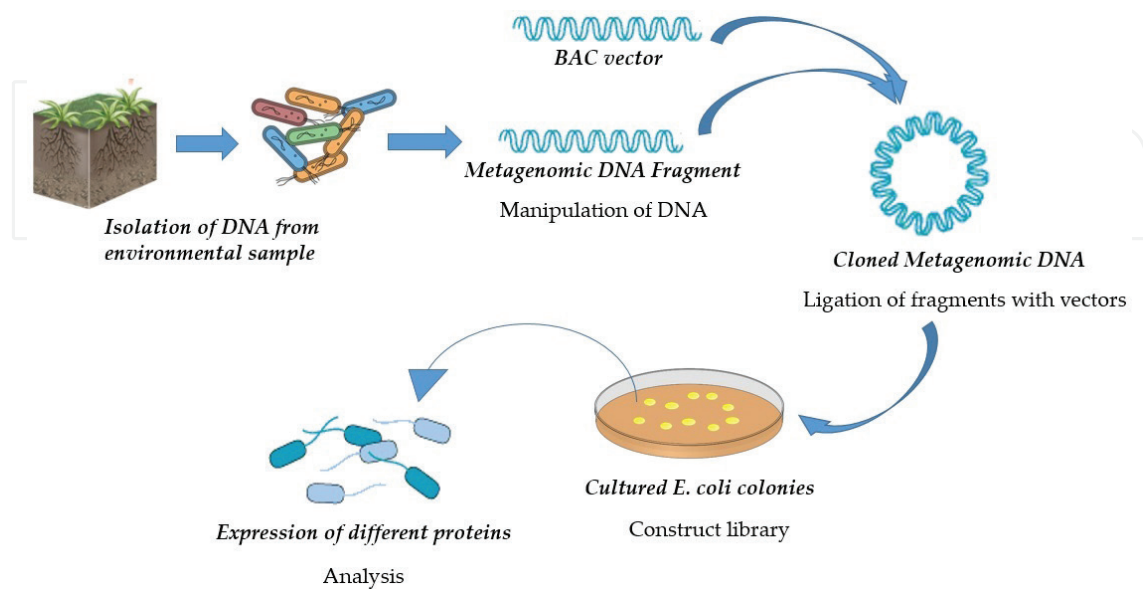 BAC vector
Metagenomic DNA Fragment
Manipulation of DNA
Isolation of DNA from
environmental sample
Cloned Metagenomic DNA
Ligation of fragments with vectors
Cultured E. coli colonies
Construct library
Expression of different proteins
Analysis